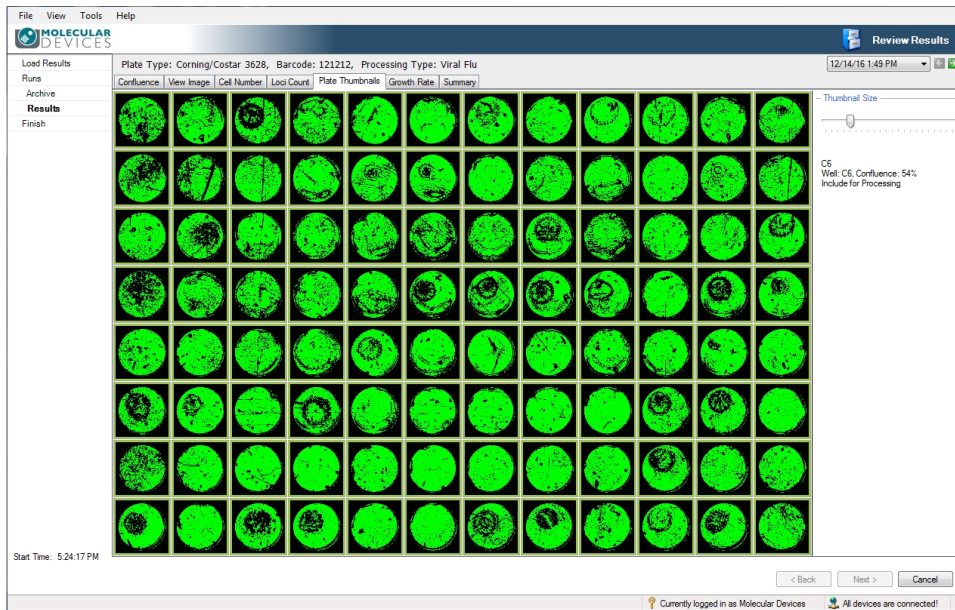 File View Tools Help
MOLECULAR
DEVICES
Review Results
Load Results
Runs
Archive
Results
Finish
Plate Type: Corning/Costar 3628, Barcode: 121212, Processing Type: Viral Flu
12/14/16 1:49 PM
Confluence View Image Cell Number Loci Count Plate Thumbnails Growth Rate Summary
Thumbnail Size
C6
Well: C6, Confluence: 54%
Include for Processing
Start Time: 5:24:17 PM
< Back Next > Cancel
Currently logged in as Molecular Devices All devices are connected!